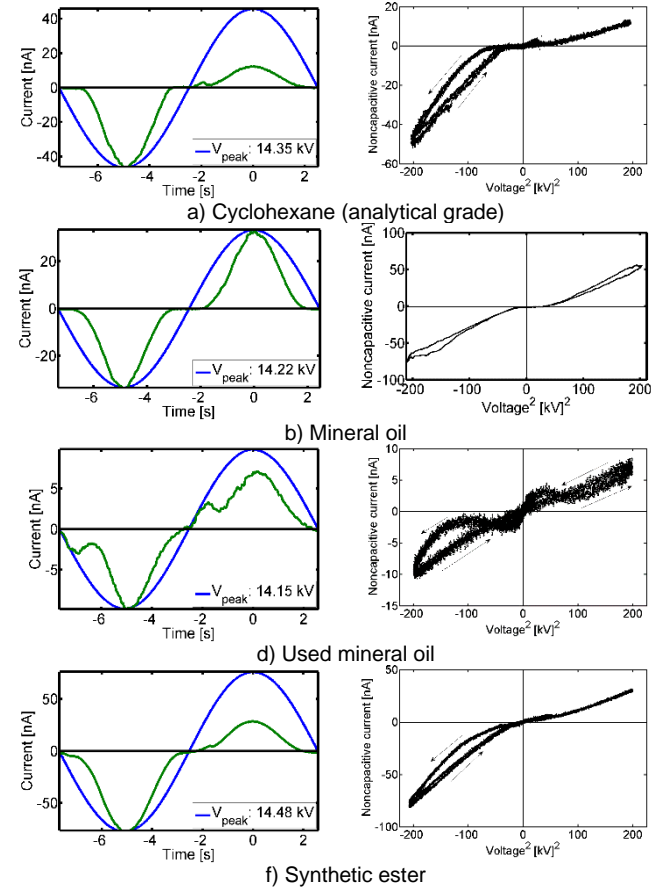 Current [nA]
40
20
0
-20
-40
-6 -4 -2 0 2
Time [s]
V_peak: 14.35 kV
Noncapacitive current [nA]
20
0
-20
-40
60
-200 -100 0 100 200
Voltage² [kV]²
a) Cyclohexane (analytical grade)
Current [nA]
20
0
-20
-6 -4 -2 0 2
Time [s]
V_peak: 14.22 kV
Noncapacitive current [nA]
100
50
0
-50
-100
-200 -100 0 100 200
Voltage² [kV]²
b) Mineral oil
Current [nA]
5
0
-5
-6 -4 -2 0 2
Time [s]
V_peak: 14.15 kV
Noncapacitive current [nA]
10
5
0
-5
-10
-15
-200 -100 0 100 200
Voltage² [kV]²
d) Used mineral oil
Current [nA]
50
0
-50
-6 -4 -2 0 2
Time [s]
V_peak: 14.48 kV
Noncapacitive current [nA]
50
0
-50
-100
-200 -100 0 100 200
Voltage² [kV]²
f) Synthetic ester